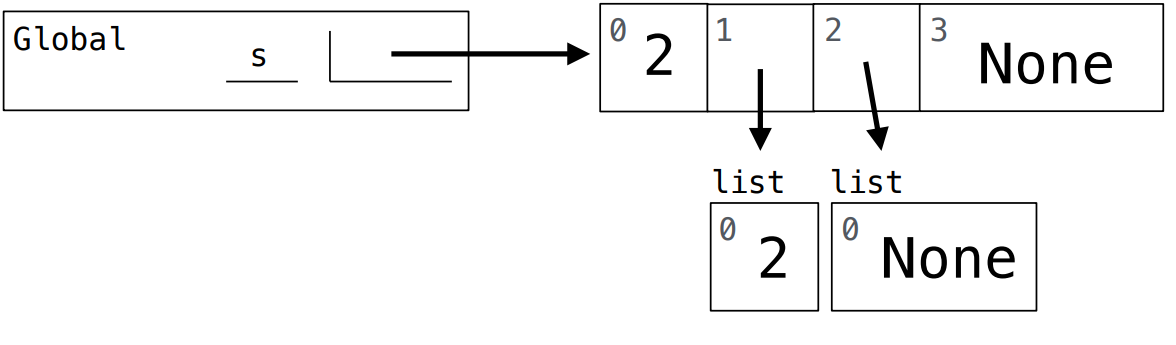 Global
s
0 2 1 2 3 None
list list
0 2 0 None